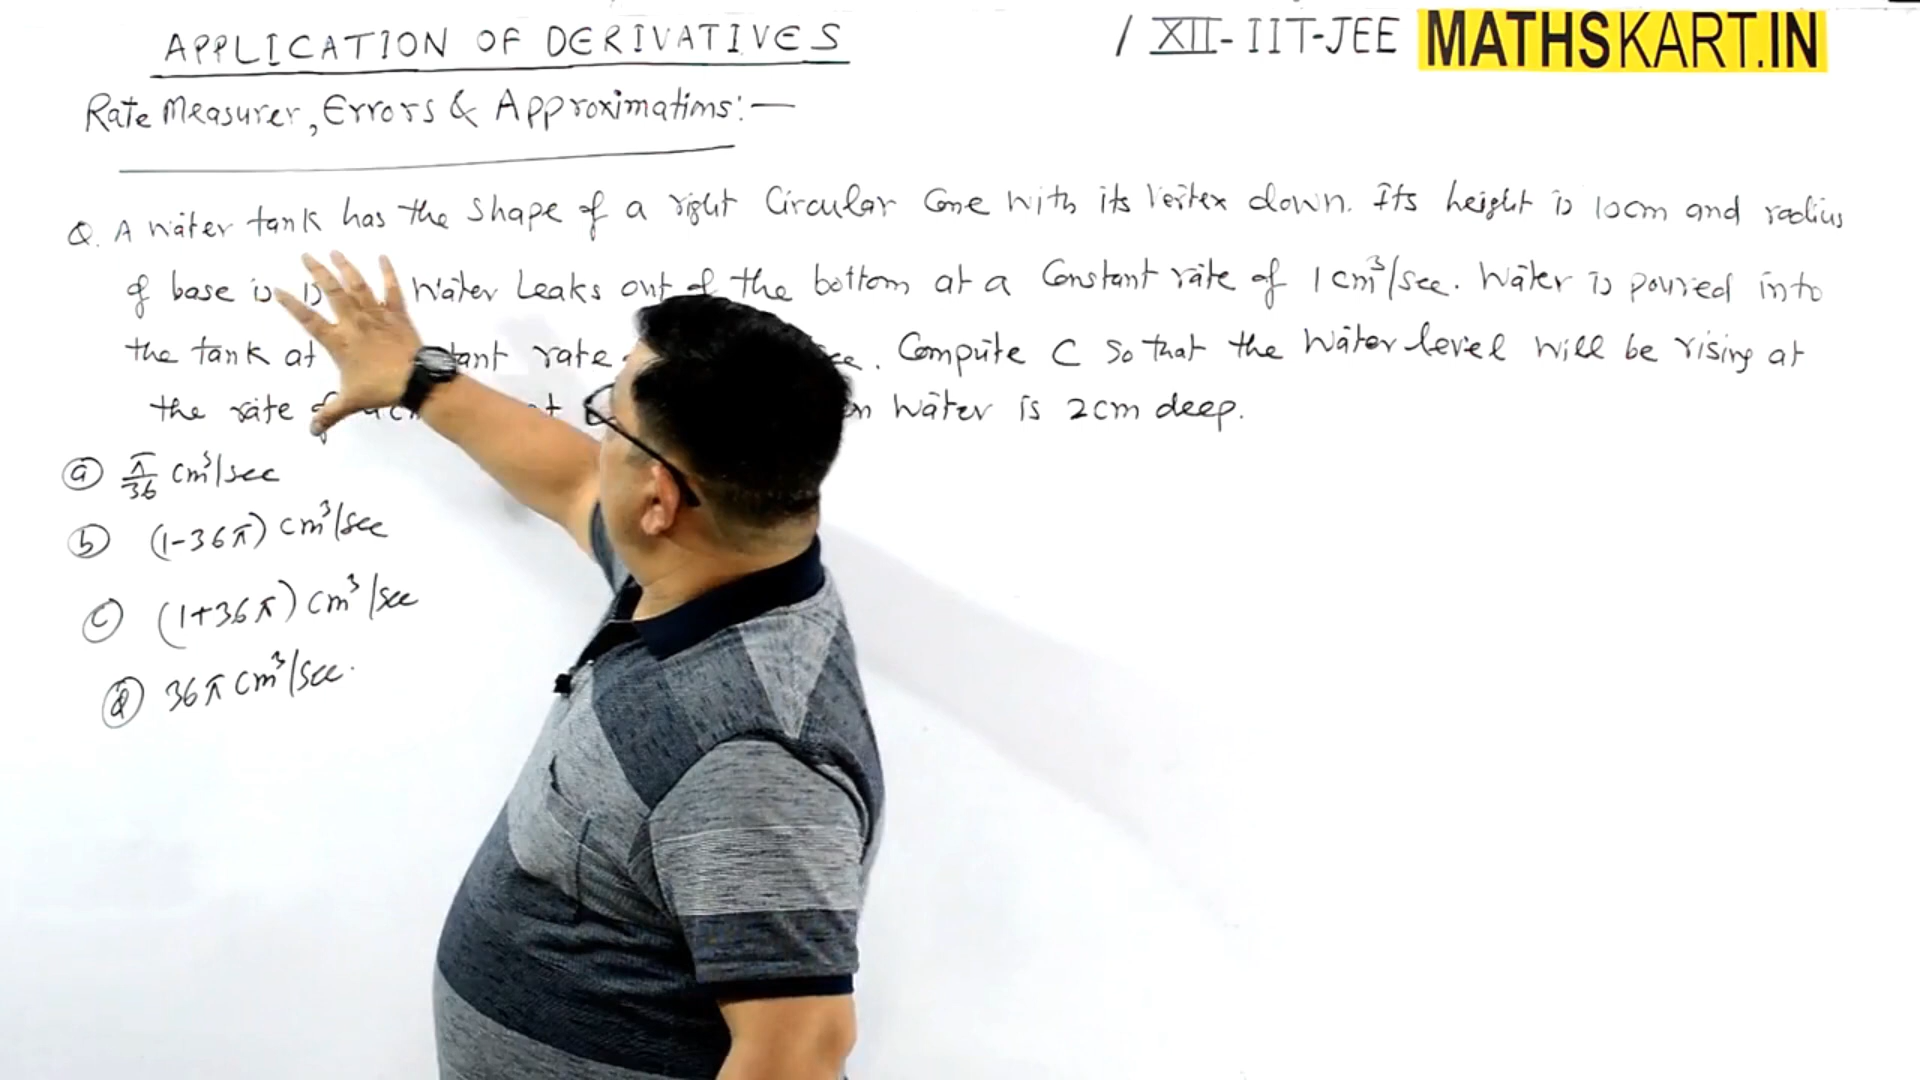 APPLICATION OF DERIVATIVES / XII - IIT-JEE MATHSKART.IN
Rate Measurer, Errors & Approximations:-
Q. A water tank has the shape of a right Circular Cone with its Vertex down. Its height is 10cm and radius
of base is Water Leaks out of the bottom at a Constant rate of 1cm³/sec. Water is poured into
the tank at rate Compute C so that the Water level will be rising at
the rate Water is 2cm deep.
(a) π/36 cm³/sec
(b) (1-36π) cm³/sec
(c) (1+36π) cm³/sec
(d) 36π cm³/sec.